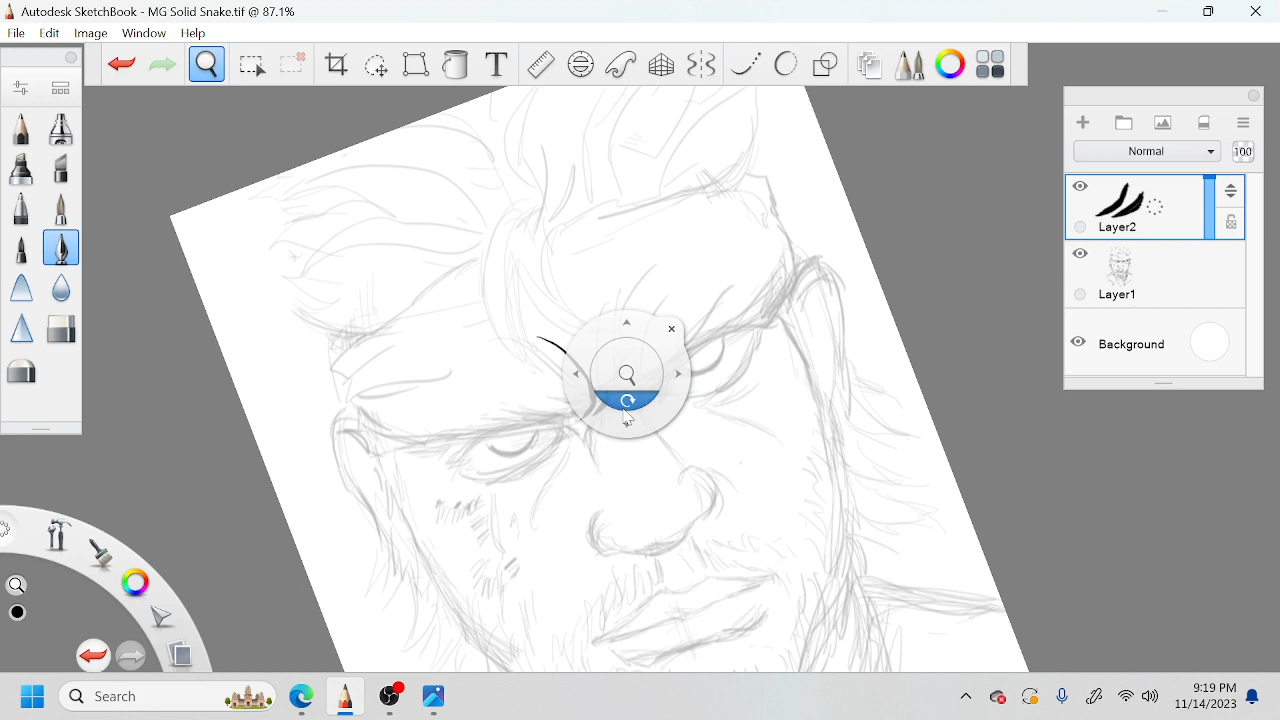 Autodesk SketchBook - MG Solid Snake.tif @ 87.1%
File Edit Image Window Help
T
Normal 100
Layer2
Layer1
Background
Search
9:19 PM
11/14/2023